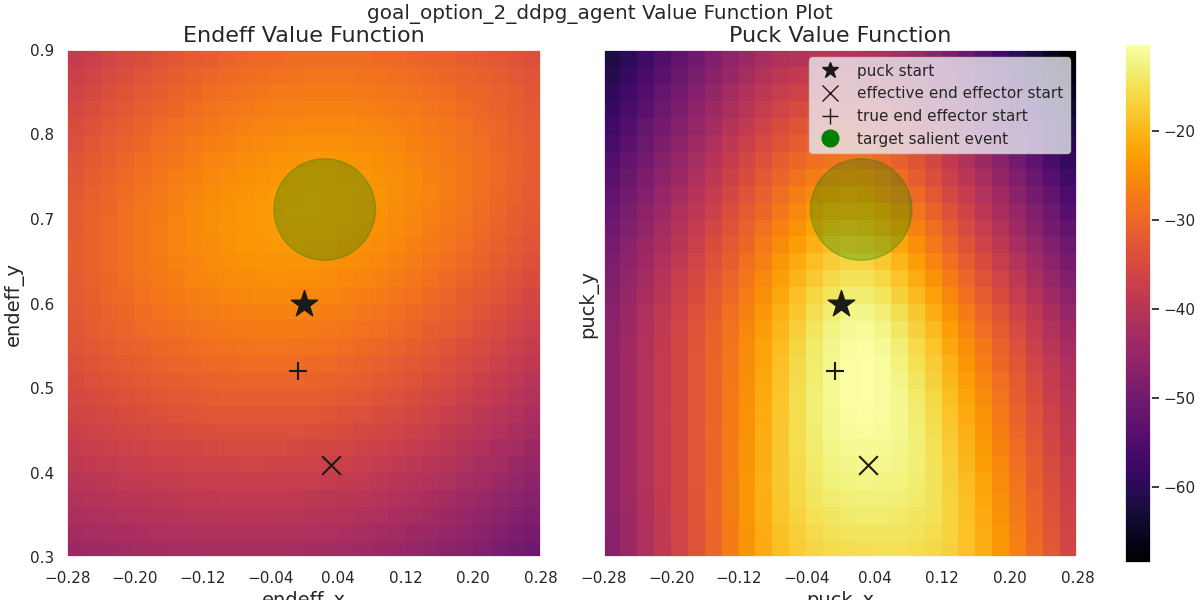 goal_option_2_ddpg_agent Value Function Plot
Endeff Value Function
Puck Value Function
endeff_y
0.9
0.8
0.7
0.6
0.5
0.4
0.3
−0.28 −0.20 −0.12 −0.04 0.04 0.12 0.20 0.28
endeff_x
puck_y
puck start
effective end effector start
true end effector start
target salient event
−0.28 −0.20 −0.12 −0.04 0.04 0.12 0.20 0.28
puck_x
−20
−30
−40
−50
−60